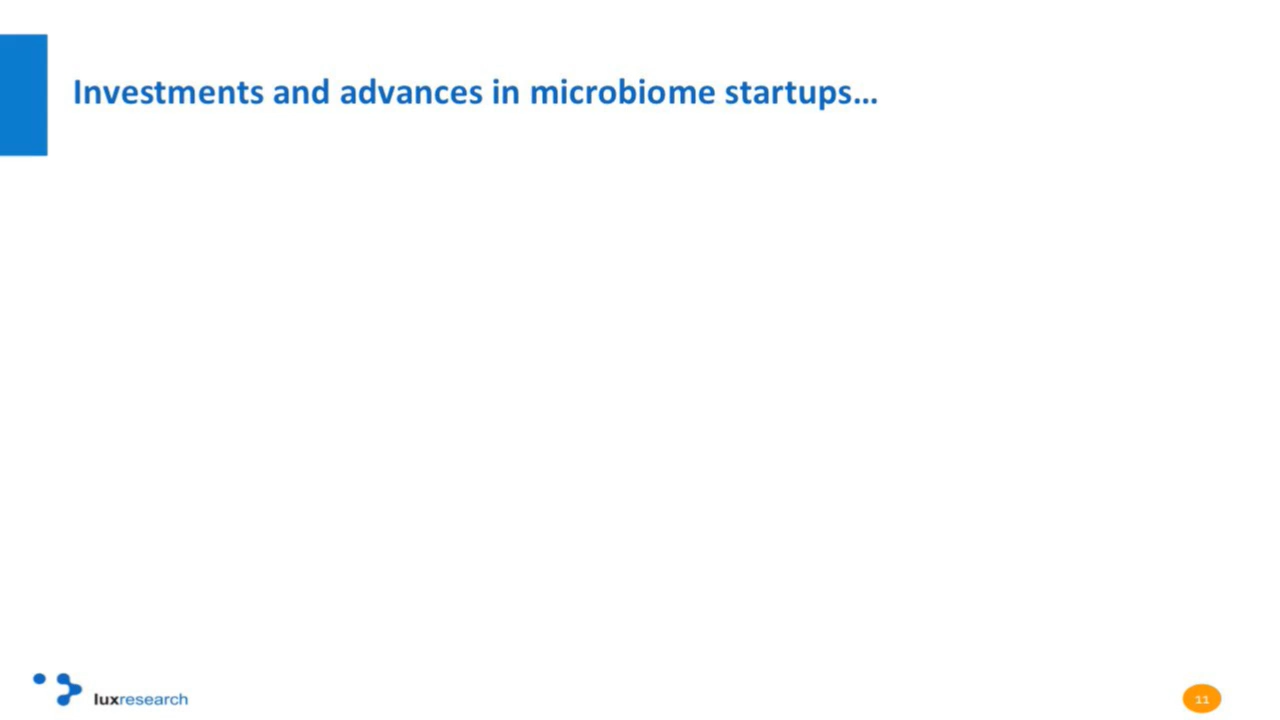 Investments and advances in microbiome startups…
luxresearch
11